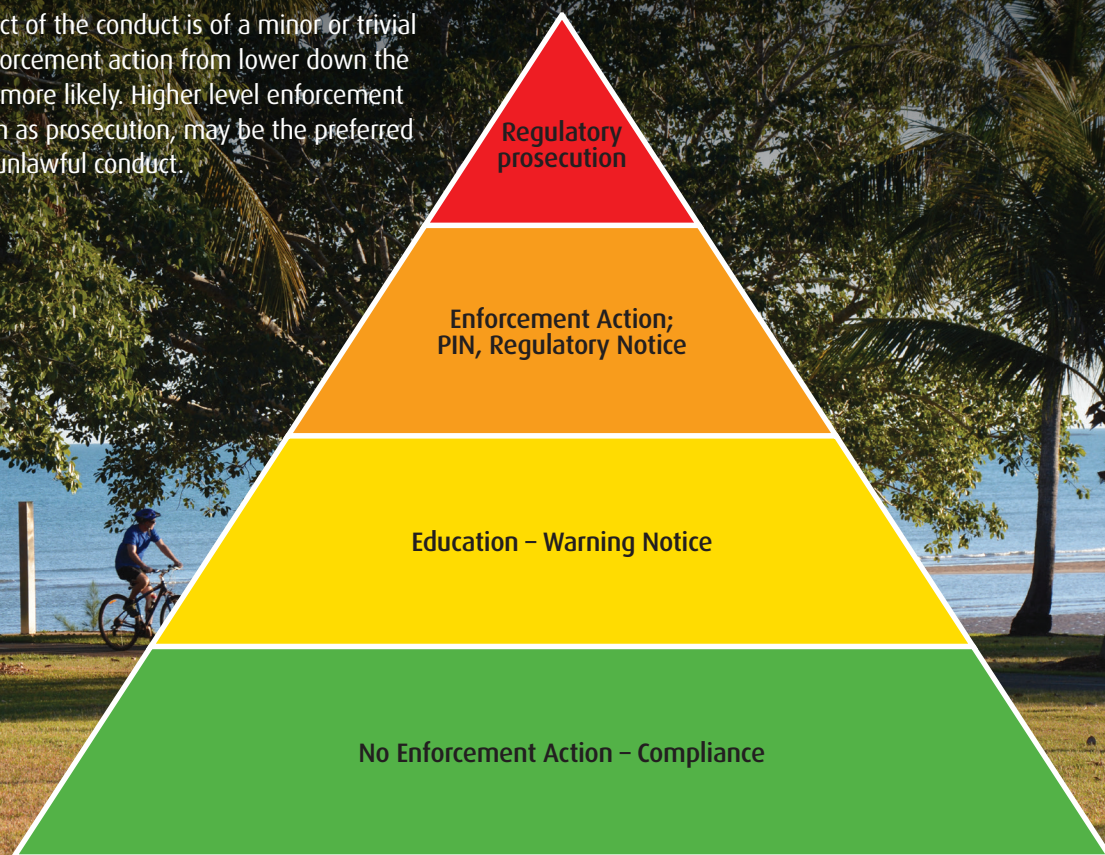 ct of the conduct is of a minor or trivial
orcement action from lower down the
more likely. Higher level enforcement
n as prosecution, may be the preferred
unlawful conduct.
Regulatory
prosecution
Enforcement Action;
PIN, Regulatory Notice
Education – Warning Notice
No Enforcement Action – Compliance